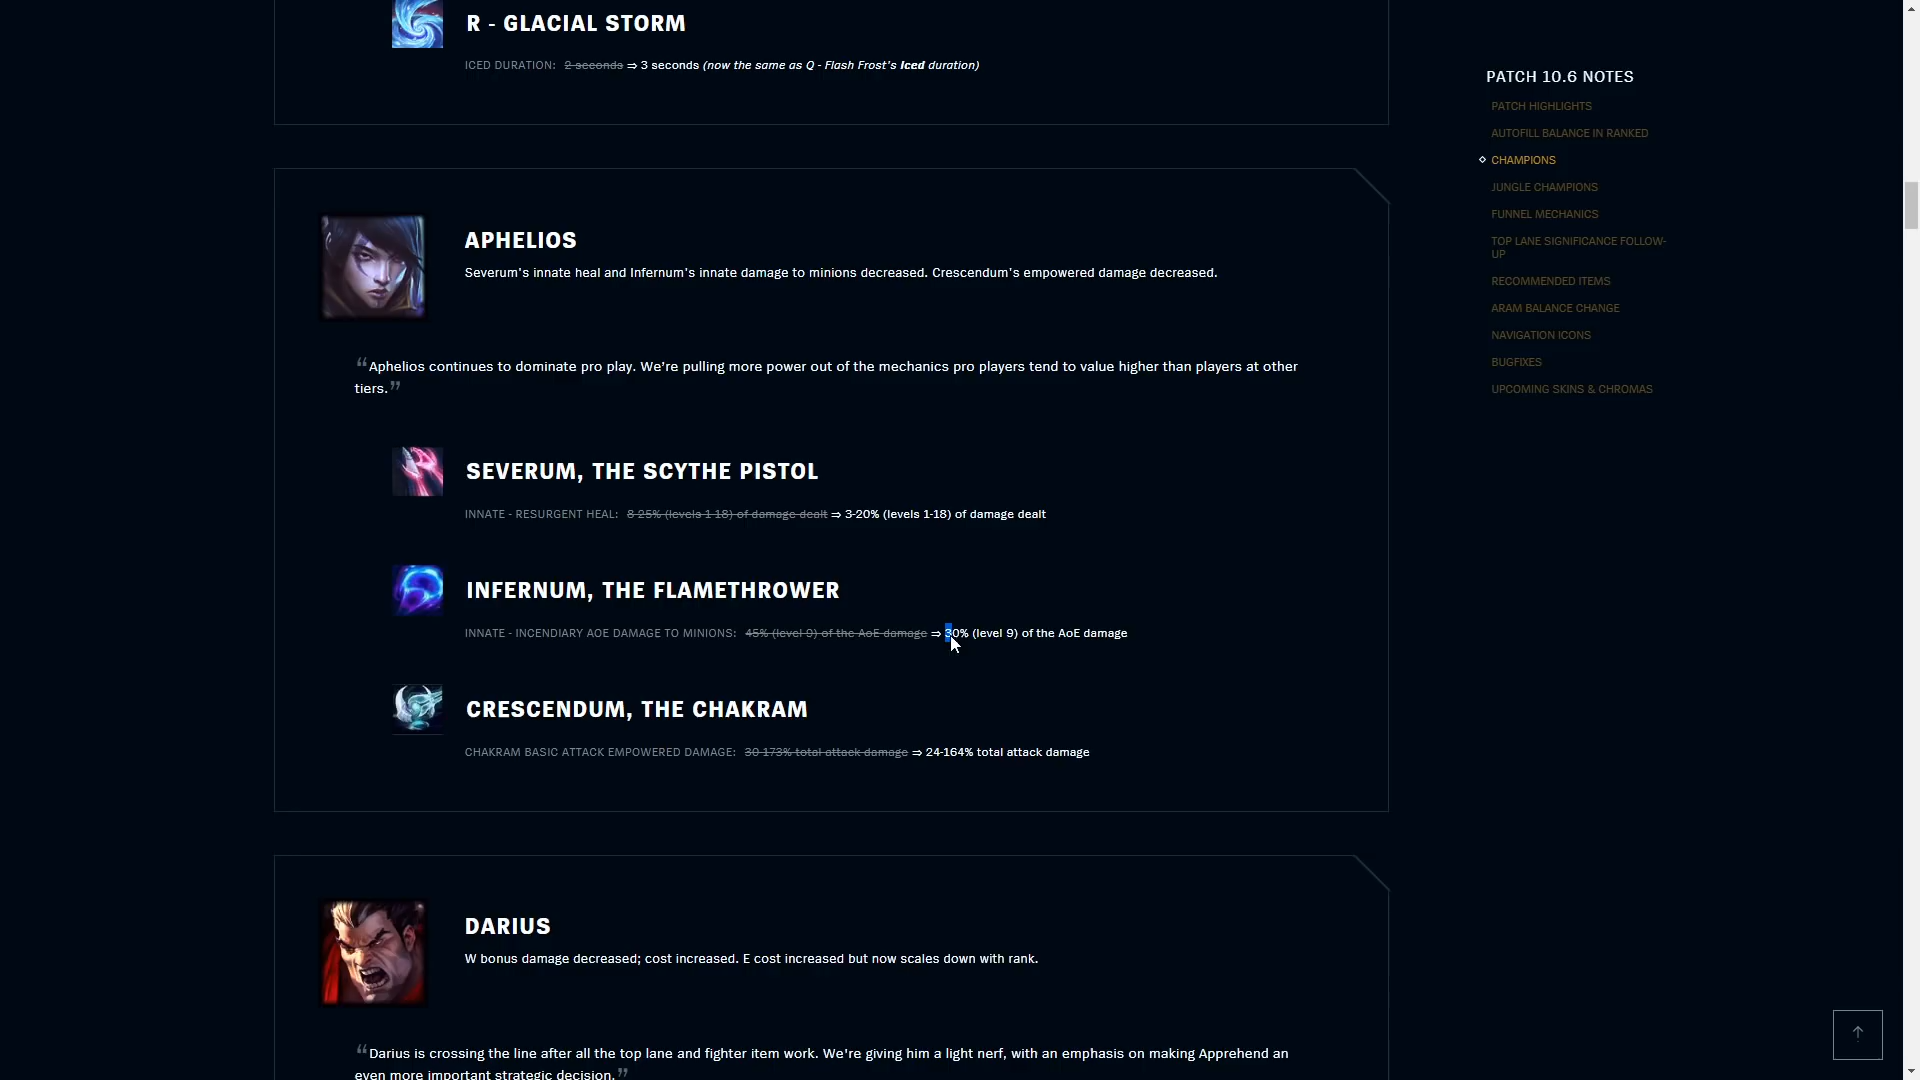 R - GLACIAL STORM
ICED DURATION: 2 seconds ⇒ 3 seconds (now the same as Q - Flash Frost's Iced duration)
APHELIOS
Severum's innate heal and Infernum's innate damage to minions decreased. Crescendum's empowered damage decreased.
“Aphelios continues to dominate pro play. We're pulling more power out of the mechanics pro players tend to value higher than players at other
tiers.”
SEVERUM, THE SCYTHE PISTOL
INNATE - RESURGENT HEAL: 8-25% (levels 1-18) of damage dealt ⇒ 3-20% (levels 1-18) of damage dealt
INFERNUM, THE FLAMETHROWER
INNATE - INCENDIARY AOE DAMAGE TO MINIONS: 45% (level 9) of the AoE damage ⇒ 30% (level 9) of the AoE damage
CRESCENDUM, THE CHAKRAM
CHAKRAM BASIC ATTACK EMPOWERED DAMAGE: 30-173% total attack damage ⇒ 24-164% total attack damage
DARIUS
W bonus damage decreased; cost increased. E cost increased but now scales down with rank.
“Darius is crossing the line after all the top lane and fighter item work. We're giving him a light nerf, with an emphasis on making Apprehend an
even more important strategic decision.”
PATCH 10.6 NOTES
PATCH HIGHLIGHTS
AUTOFILL BALANCE IN RANKED
CHAMPIONS
JUNGLE CHAMPIONS
FUNNEL MECHANICS
TOP LANE SIGNIFICANCE FOLLOW-
UP
RECOMMENDED ITEMS
ARAM BALANCE CHANGE
NAVIGATION ICONS
BUGFIXES
UPCOMING SKINS & CHROMAS